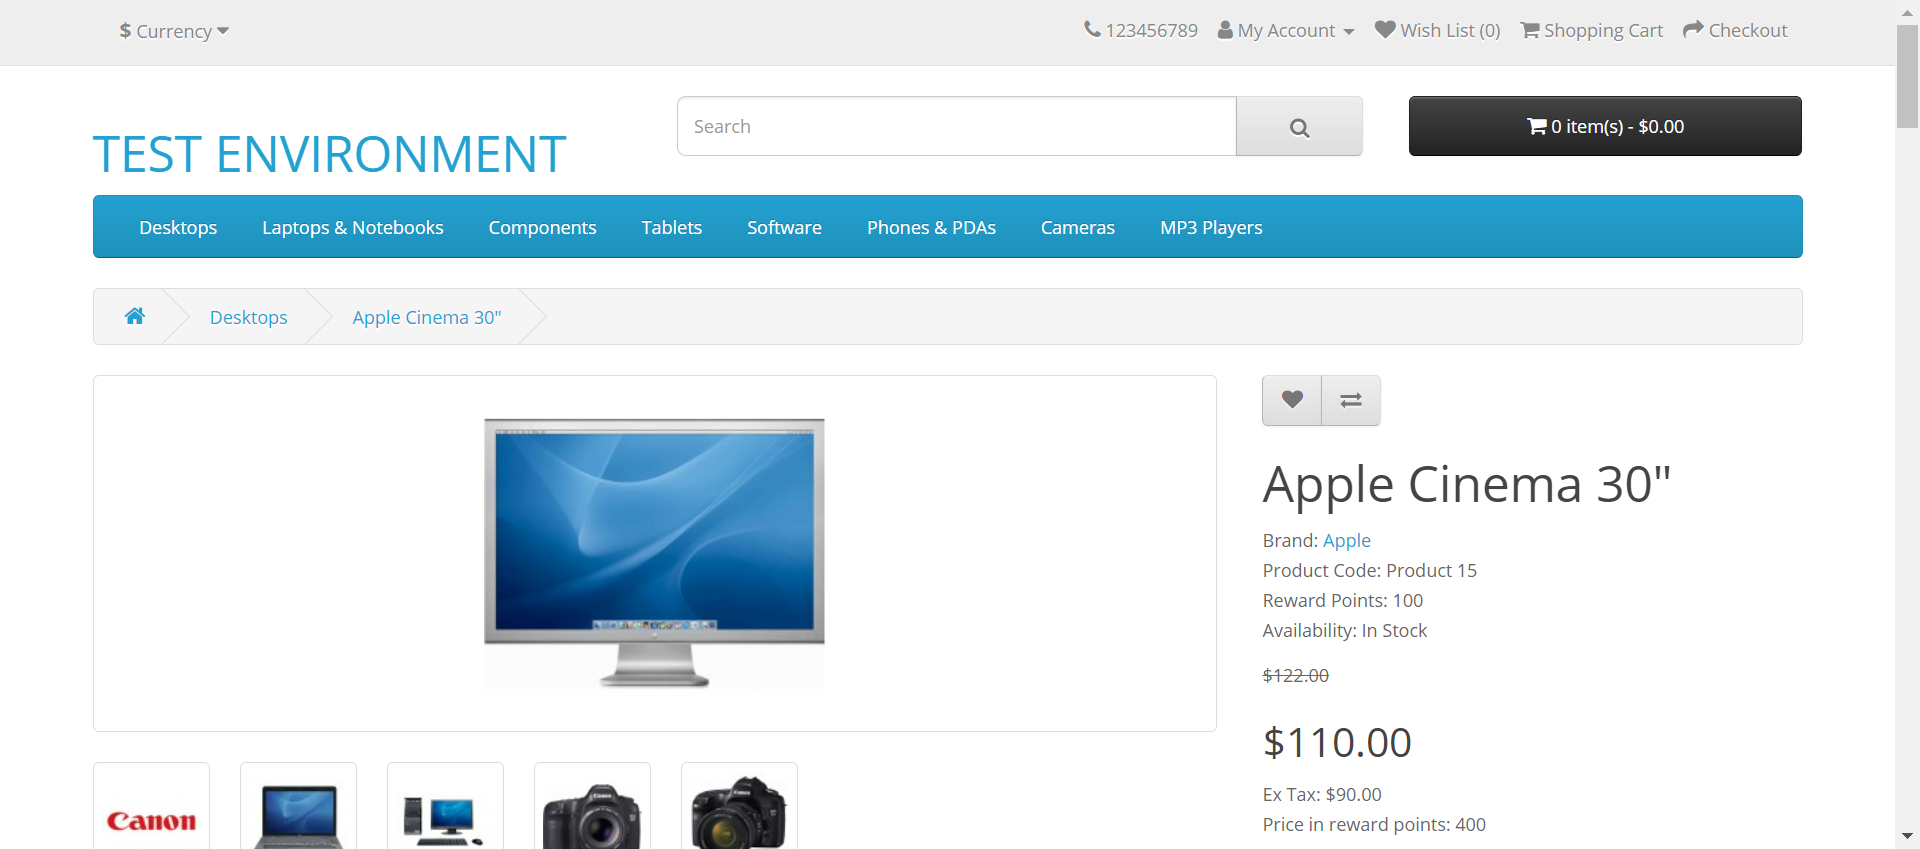 $ Currency
123456789 My Account Wish List (0) Shopping Cart Checkout
TEST ENVIRONMENT
Search
0 item(s) - $0.00
Desktops Laptops & Notebooks Components Tablets Software Phones & PDAs Cameras MP3 Players
Desktops Apple Cinema 30"
Apple Cinema 30"
Brand: Apple
Product Code: Product 15
Reward Points: 100
Availability: In Stock
$122.00
$110.00
Ex Tax: $90.00
Price in reward points: 400
Canon